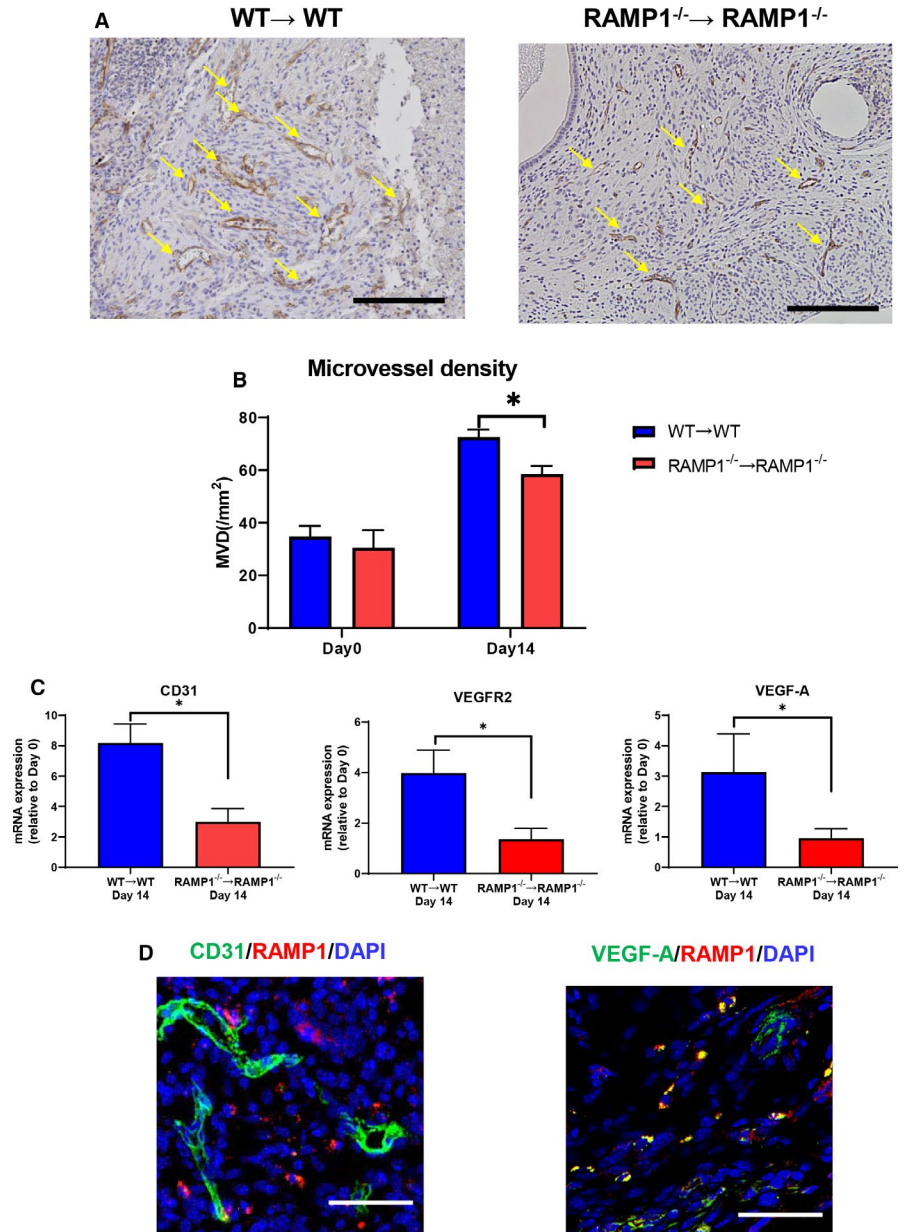 A
WT→ WT
RAMP1-/-→ RAMP1-/-
B
Microvessel density
*
MVD(/mm2)
80
60
40
20
0
Day0
Day14
WT→WT
RAMP1-/-→RAMP1-/-
C
CD31
*
mRNA expression
(relative to Day 0)
10
8
6
4
2
0
WT→WT
Day 14
RAMP1-/-→RAMP1-/-
Day 14
VEGFR2
*
mRNA expression
(relative to Day 0)
6
4
2
0
WT→WT
Day 14
RAMP1-/-→RAMP1-/-
Day 14
VEGF-A
*
mRNA expression
(relative to Day 0)
5
4
3
2
1
0
WT→WT
Day 14
RAMP1-/-→RAMP1-/-
Day 14
D
CD31/RAMP1/DAPI
VEGF-A/RAMP1/DAPI